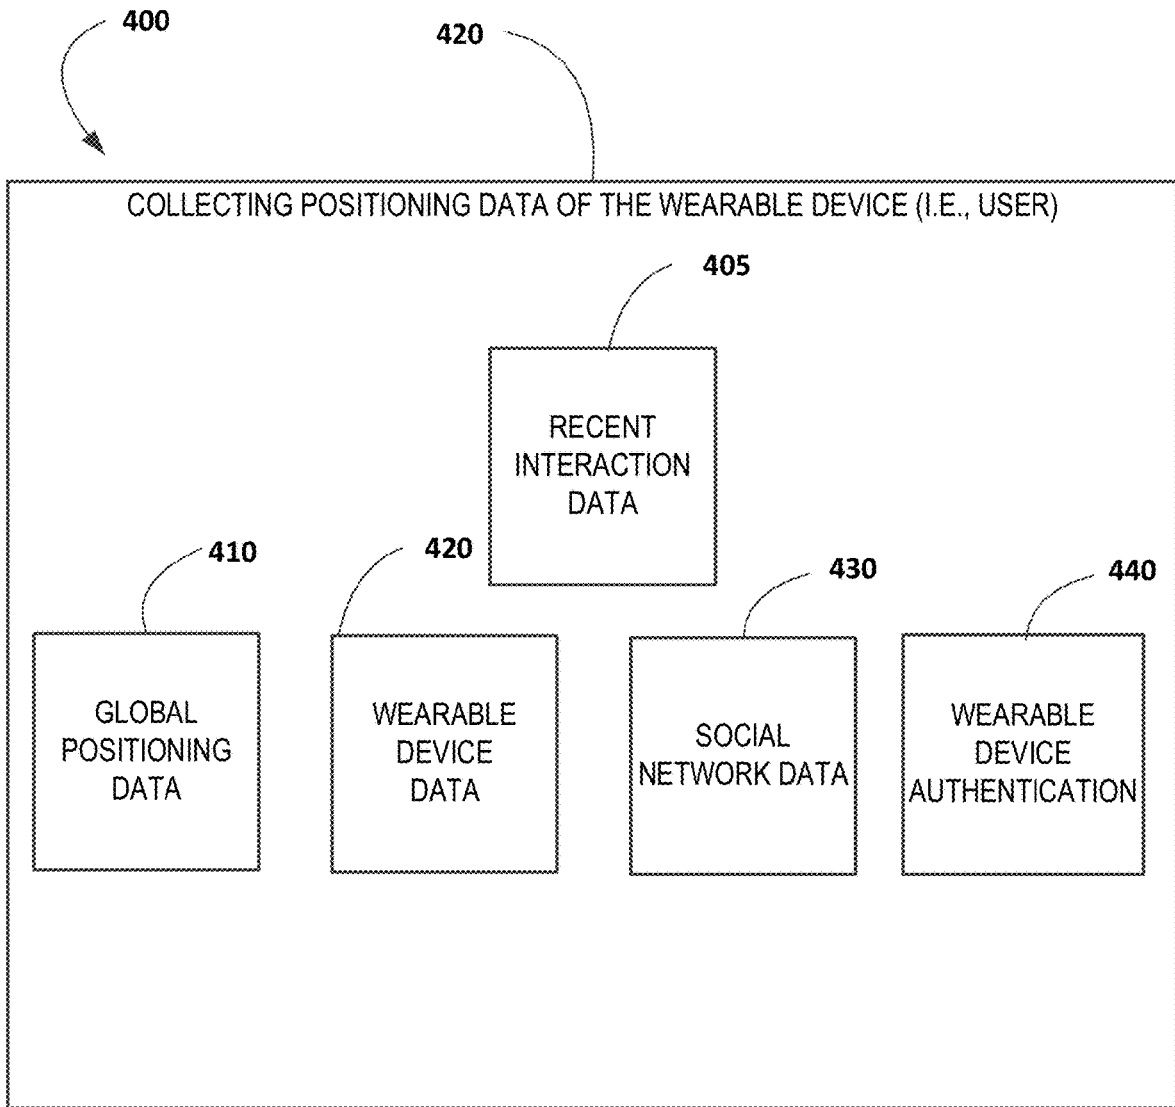 400
420
COLLECTING POSITIONING DATA OF THE WEARABLE DEVICE (I.E., USER)
405
RECENT
INTERACTION
DATA
410
420
430
440
GLOBAL
POSITIONING
DATA
WEARABLE
DEVICE
DATA
SOCIAL
NETWORK DATA
WEARABLE
DEVICE
AUTHENTICATION